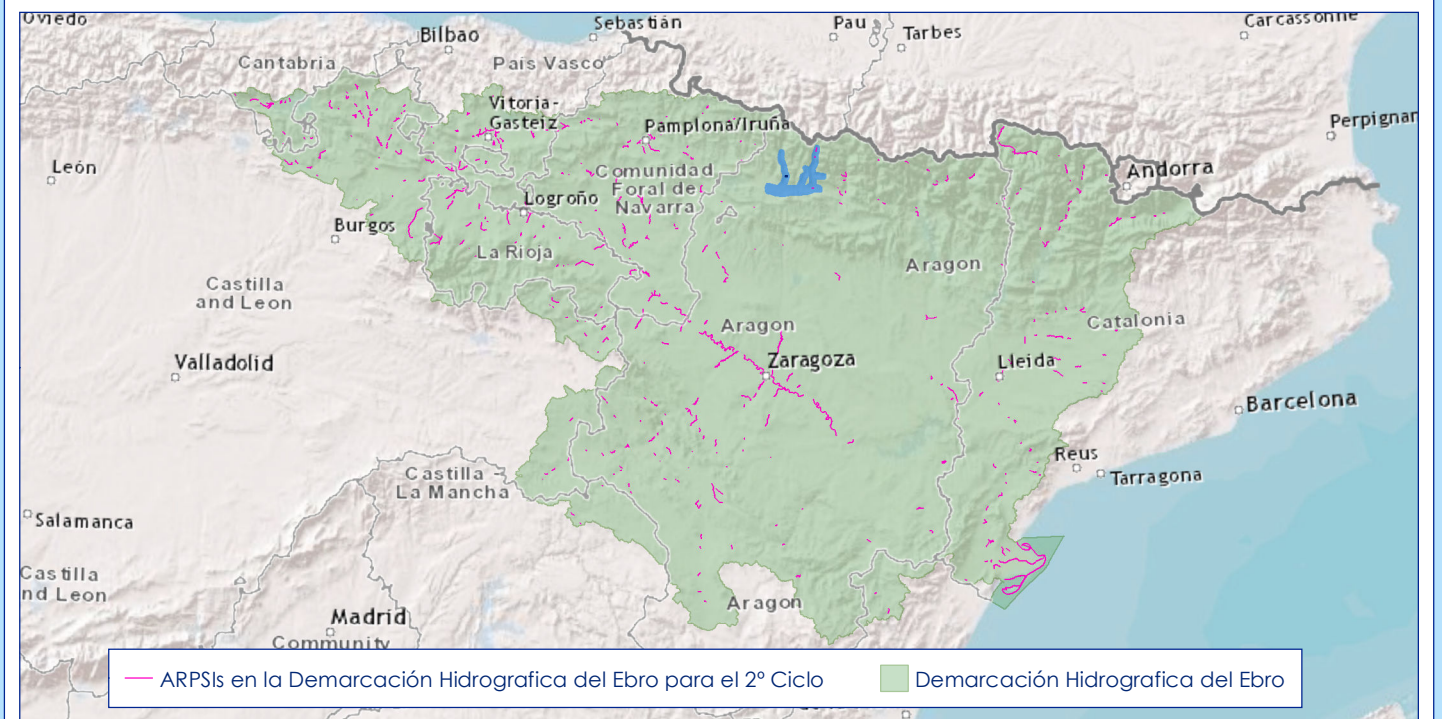 Oviedo
Sebastián
Pau
Carcassonne
Bilbao
Tarbes
Cantabria
País Vasco
Vitoria-
Gasteiz
Pamplona/Iruña
Perpignan
León
Comunidad
Foral de
Navarra
Andorra
Logroño
Burgos
La Rioja
Aragon
Castilla
and Leon
Aragon
Catalonia
Valladolid
Zaragoza
Lleida
Barcelona
Reus
Castilla -
La Mancha
Tarragona
Salamanca
Castilla
nd Leon
Aragon
Madrid
Community
ARPSIs en la Demarcación Hidrografica del Ebro para el 2º Ciclo
Demarcación Hidrografica del Ebro